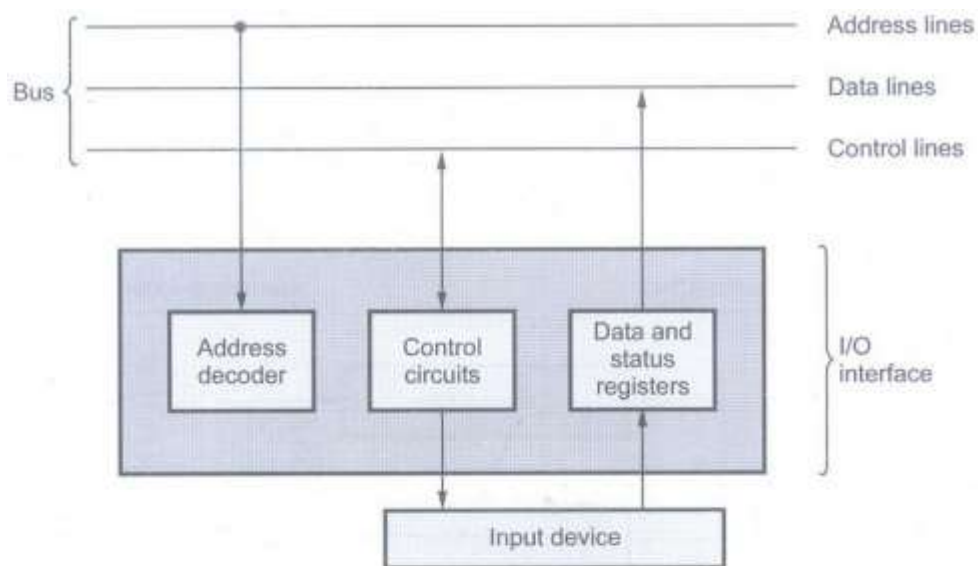 Address lines
Bus
Data lines
Control lines
Address
decoder
Control
circuits
Data and
status
registers
I/O
interface
Input device